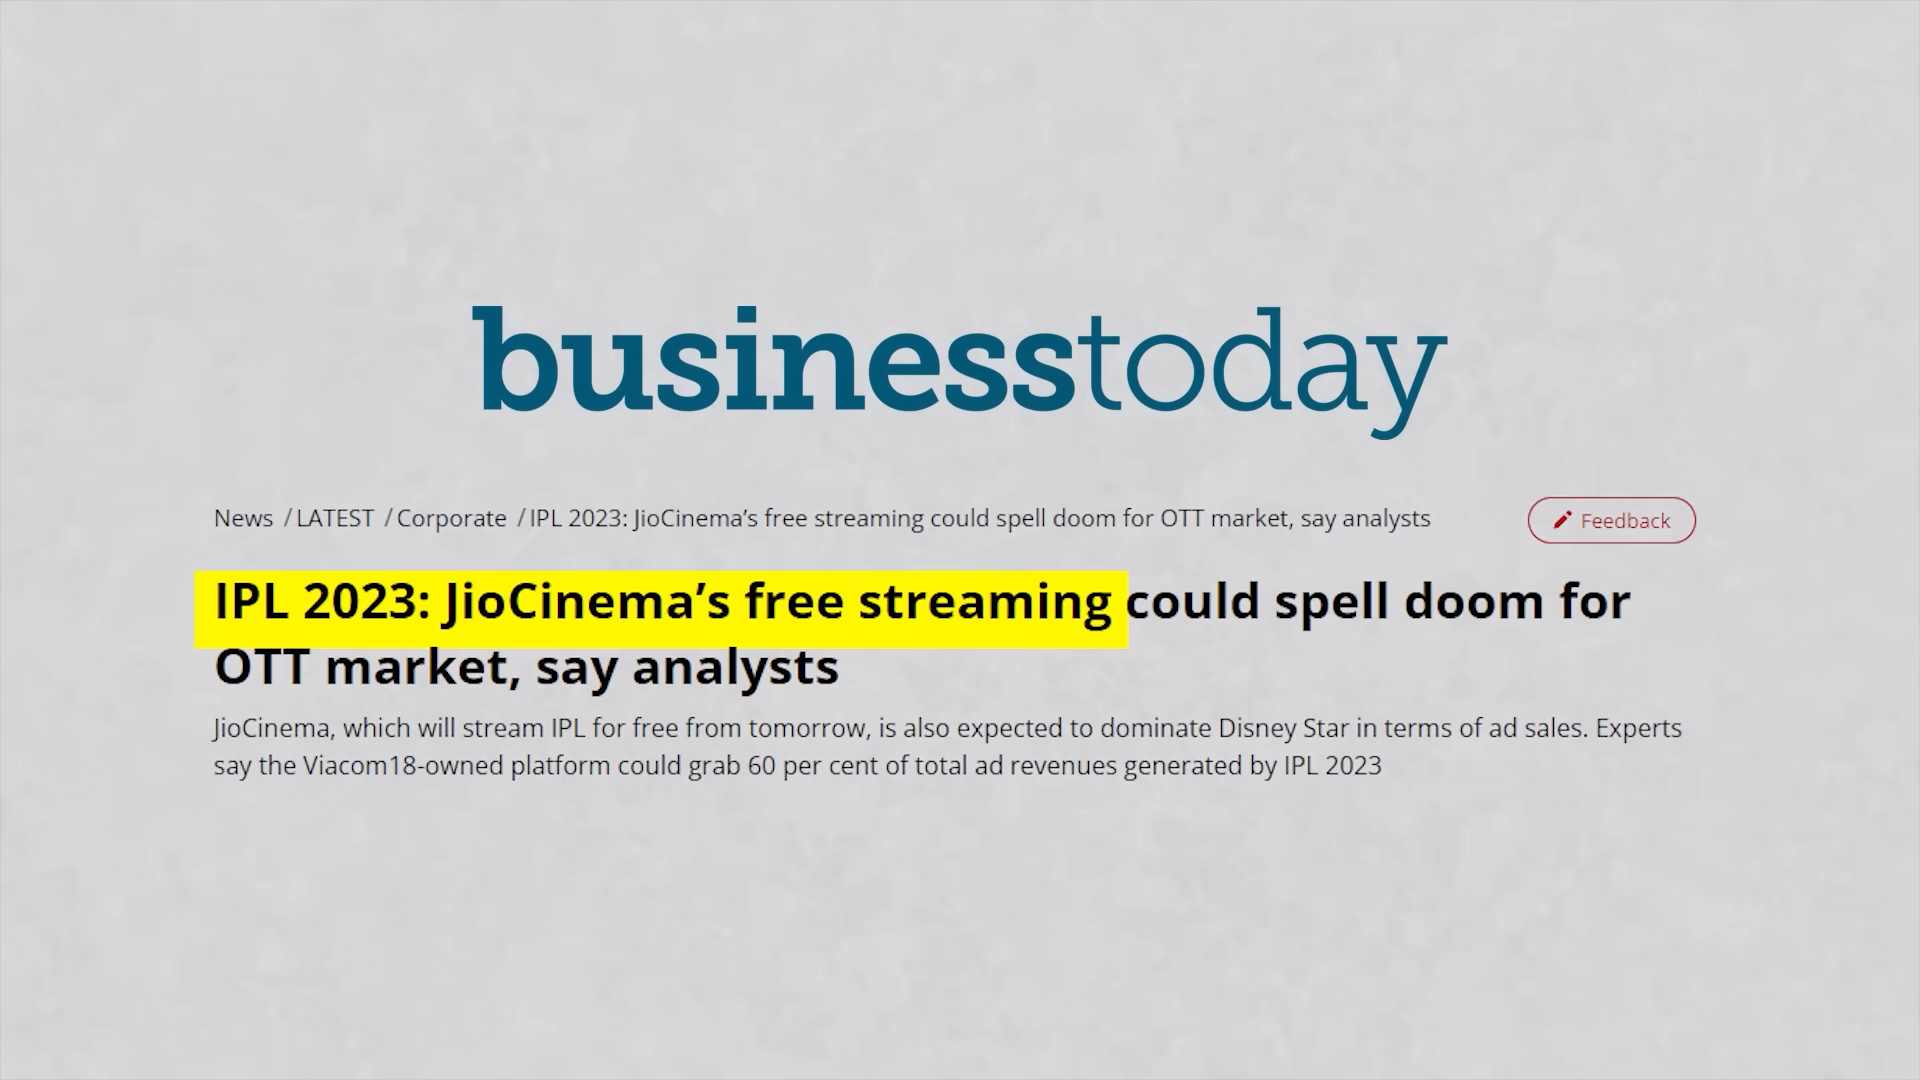 businesstoday
News / LATEST / Corporate / IPL 2023: JioCinema’s free streaming could spell doom for OTT market, say analysts
Feedback
IPL 2023: JioCinema’s free streaming could spell doom for
OTT market, say analysts
JioCinema, which will stream IPL for free from tomorrow, is also expected to dominate Disney Star in terms of ad sales. Experts
say the Viacom18-owned platform could grab 60 per cent of total ad revenues generated by IPL 2023